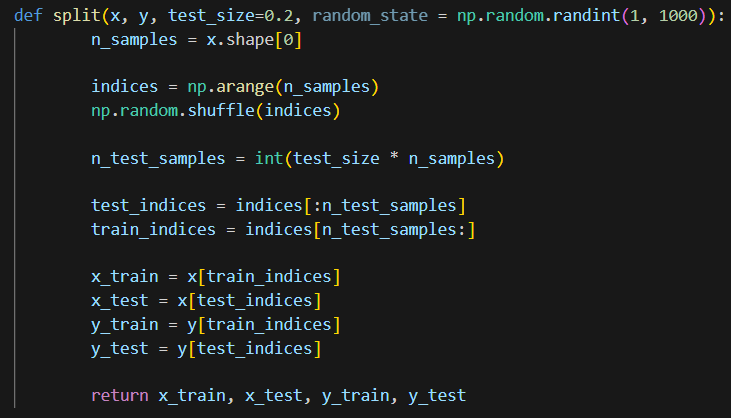 def split(x, y, test_size=0.2, random_state = np.random.randint(1, 1000)):
n_samples = x.shape[0]
indices = np.arange(n_samples)
np.random.shuffle(indices)
n_test_samples = int(test_size * n_samples)
test_indices = indices[:n_test_samples]
train_indices = indices[n_test_samples:]
x_train = x[train_indices]
x_test = x[test_indices]
y_train = y[train_indices]
y_test = y[test_indices]
return x_train, x_test, y_train, y_test